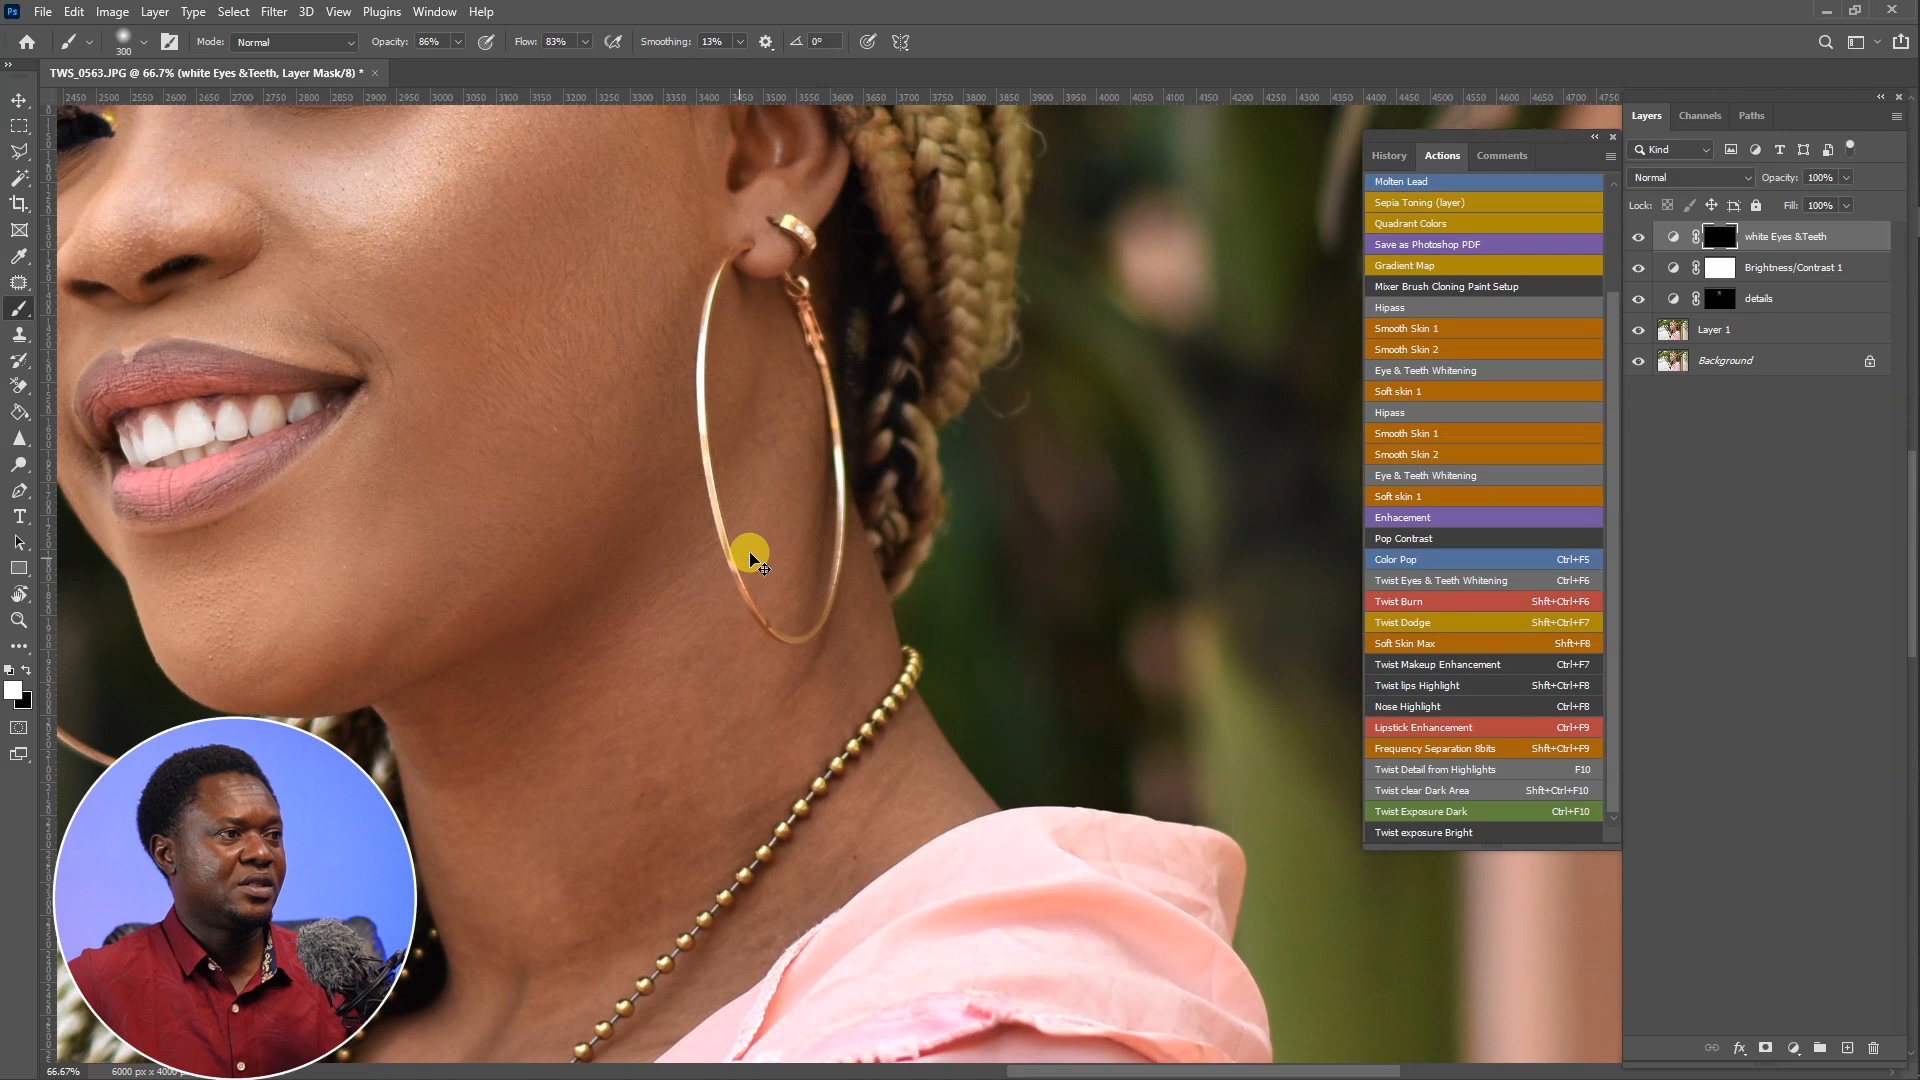 Ps File Edit Image Layer Type Select Filter 3D View Plugins Window Help
300 Mode: Normal Opacity: 86% Flow: 83% Smoothing: 13% 0°
TWS_0563.JPG @ 66.7% (white Eyes &Teeth, Layer Mask/8) *
2450 2500 2550 2600 2650 2700 2750 2800 2850 2900 2950 3000 3050 3100 3150 3200 3250 3300 3350 3400 3450 3500 3550 3600 3650 3700 3750 3800 3850 3900 3950 4000 4050 4100 4150 4200 4250 4300 4350 4400 4450 4500 4550 4600 4650 4700 4750
History Actions Comments
Molten Lead
Sepia Toning (layer)
Quadrant Colors
Save as Photoshop PDF
Gradient Map
Mixer Brush Cloning Paint Setup
Hipass
Smooth Skin 1
Smooth Skin 2
Eye & Teeth Whitening
Soft skin 1
Hipass
Smooth Skin 1
Smooth Skin 2
Eye & Teeth Whitening
Soft skin 1
Enhacement
Pop Contrast
Color Pop Ctrl+F5
Twist Eyes & Teeth Whitening Ctrl+F6
Twist Burn Shft+Ctrl+F6
Twist Dodge Shft+Ctrl+F7
Soft Skin Max Shft+F8
Twist Makeup Enhancement Ctrl+F7
Twist lips Highlight Shft+Ctrl+F8
Nose Highlight Ctrl+F8
Lipstick Enhancement Ctrl+F9
Frequency Separation 8bits Shft+Ctrl+F9
Twist Detail from Highlights F10
Twist clear Dark Area Shft+Ctrl+F10
Twist Exposure Dark Ctrl+F10
Twist exposure Bright
Layers Channels Paths
Kind
Normal Opacity: 100%
Lock: Fill: 100%
white Eyes &Teeth
Brightness/Contrast 1
details
Layer 1
Background
66.67% 6000 px x 4000